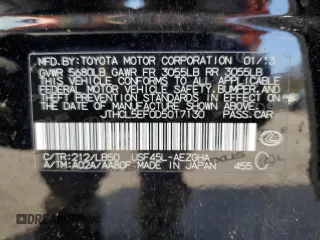 MFD. BY: TOYOTA MOTOR CORPORATION 01/13
GVWR 5680LB GAWR FR 3055LB RR 3055LB
THIS VEHICLE CONFORMS TO ALL APPLICABLE
FEDERAL MOTOR VEHICLE SAFETY, BUMPER, AND
THEFT PREVENTION STANDARDS IN EFFECT ON
THE DATE OF MANUFACTURE SHOWN ABOVE.
JTHCL5EF0D5017130 PASS.CAR
C/TR:212/LB50 USF45L-AEZGHA
A/TM:A02A/AA80F MADE IN JAPAN 455